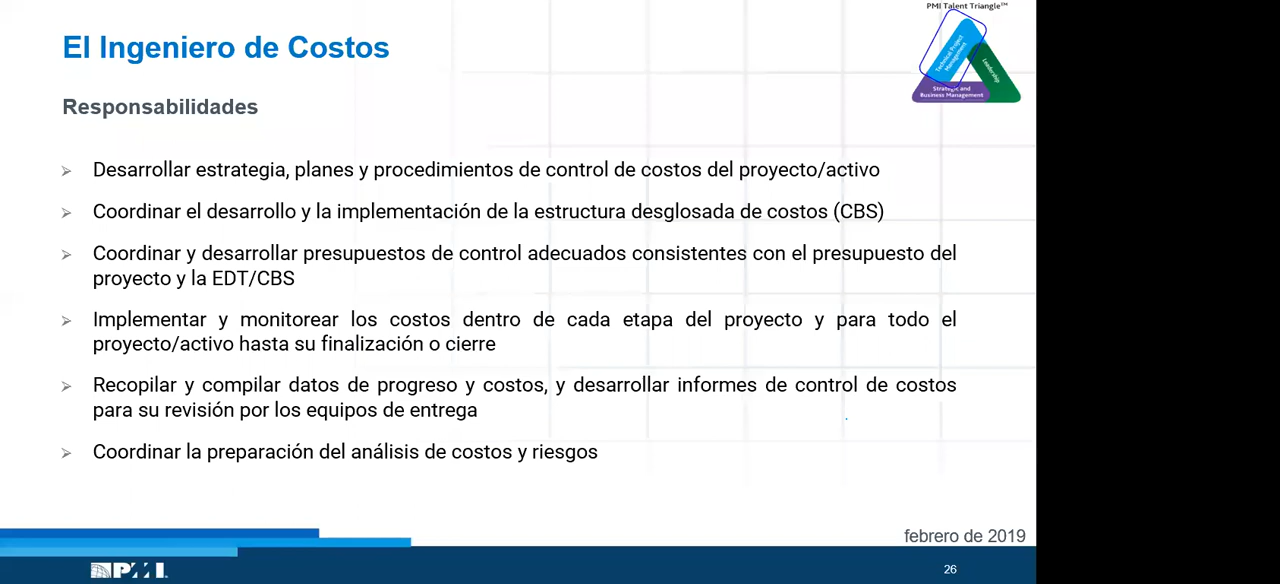 PMI Talent Triangle™
El Ingeniero de Costos
Technical Project
Management
Leadership
Strategic and
Business Management
Responsabilidades
Desarrollar estrategia, planes y procedimientos de control de costos del proyecto/activo
Coordinar el desarrollo y la implementación de la estructura desglosada de costos (CBS)
Coordinar y desarrollar presupuestos de control adecuados consistentes con el presupuesto del
proyecto y la EDT/CBS
Implementar y monitorear los costos dentro de cada etapa del proyecto y para todo el
proyecto/activo hasta su finalización o cierre
Recopilar y compilar datos de progreso y costos, y desarrollar informes de control de costos
para su revisión por los equipos de entrega
Coordinar la preparación del análisis de costos y riesgos
febrero de 2019
PMI
26